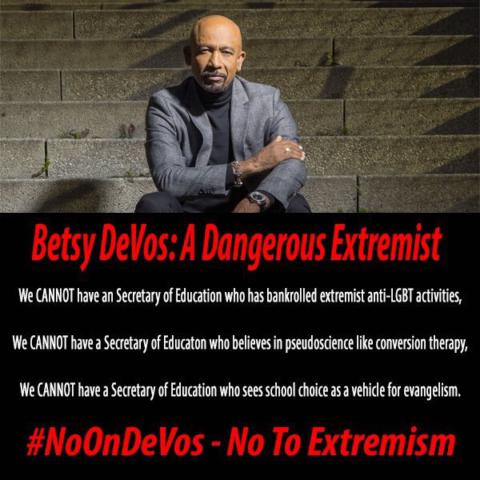 Betsy DeVos: A Dangerous Extremist
We CANNOT have an Secretary of Education who has bankrolled extremist anti-LGBT activities,
We CANNOT have a Secretary of Educaton who believes in pseudoscience like conversion therapy,
We CANNOT have a Secretary of Education who sees school choice as a vehicle for evangelism.
#NoOnDeVos - No To Extremism